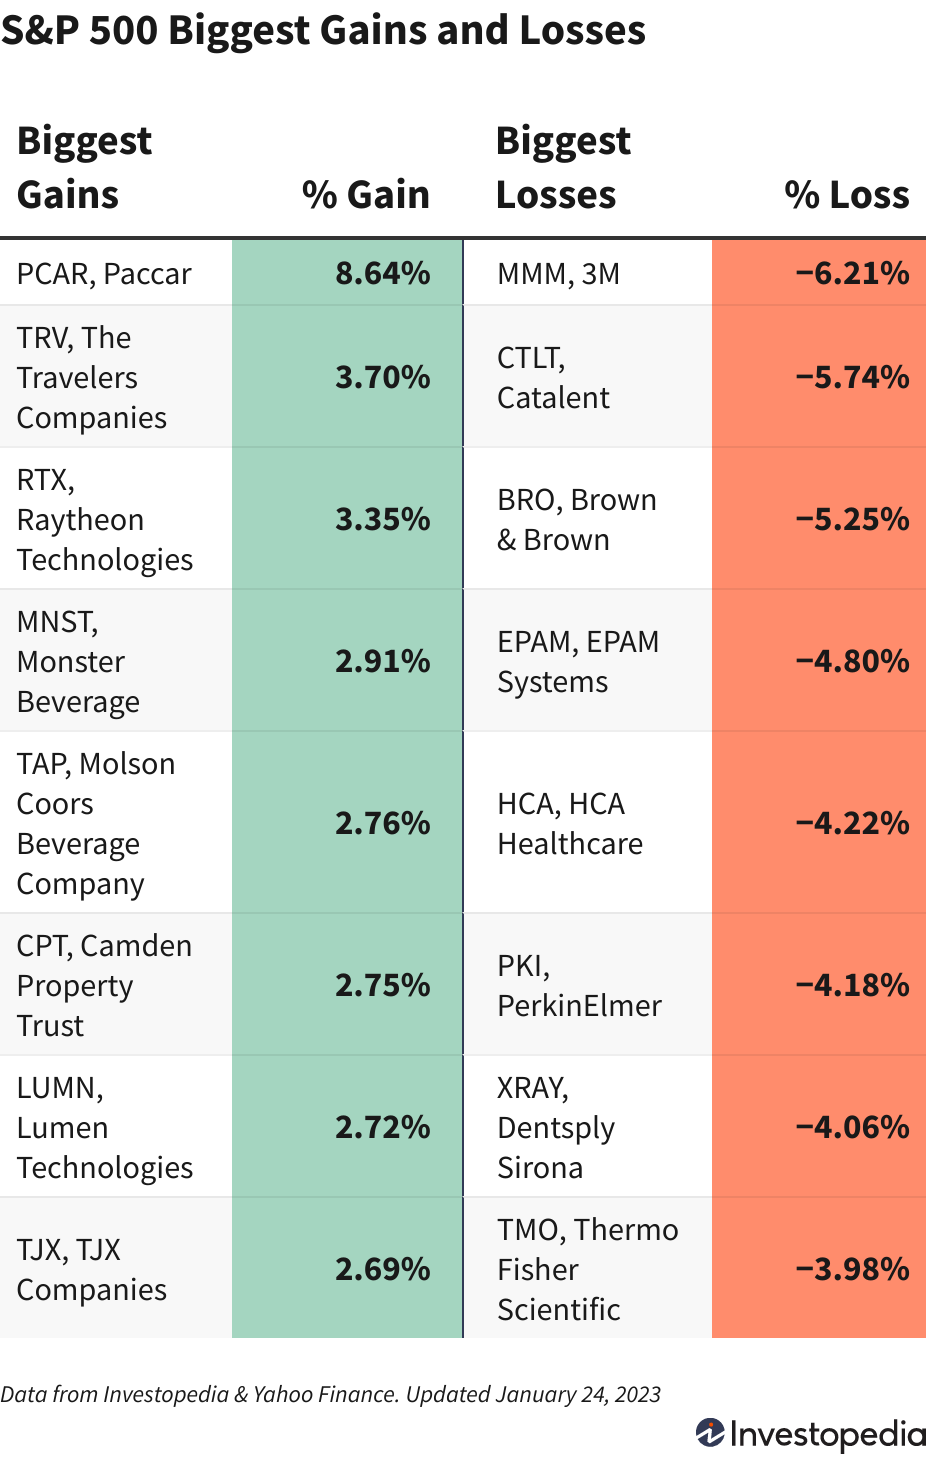 S&P 500 Biggest Gains and Losses
Biggest
Gains
% Gain
Biggest
Losses
% Loss
PCAR, Paccar
8.64%
MMM, 3M
−6.21%
TRV, The
Travelers
Companies
3.70%
CTLT,
Catalent
−5.74%
RTX,
Raytheon
Technologies
3.35%
BRO, Brown
& Brown
−5.25%
MNST,
Monster
Beverage
2.91%
EPAM, EPAM
Systems
−4.80%
TAP, Molson
Coors
Beverage
Company
2.76%
HCA, HCA
Healthcare
−4.22%
CPT, Camden
Property
Trust
2.75%
PKI,
PerkinElmer
−4.18%
LUMN,
Lumen
Technologies
2.72%
XRAY,
Dentsply
Sirona
−4.06%
TJX, TJX
Companies
2.69%
TMO, Thermo
Fisher
Scientific
−3.98%
Data from Investopedia & Yahoo Finance. Updated January 24, 2023
Investopedia